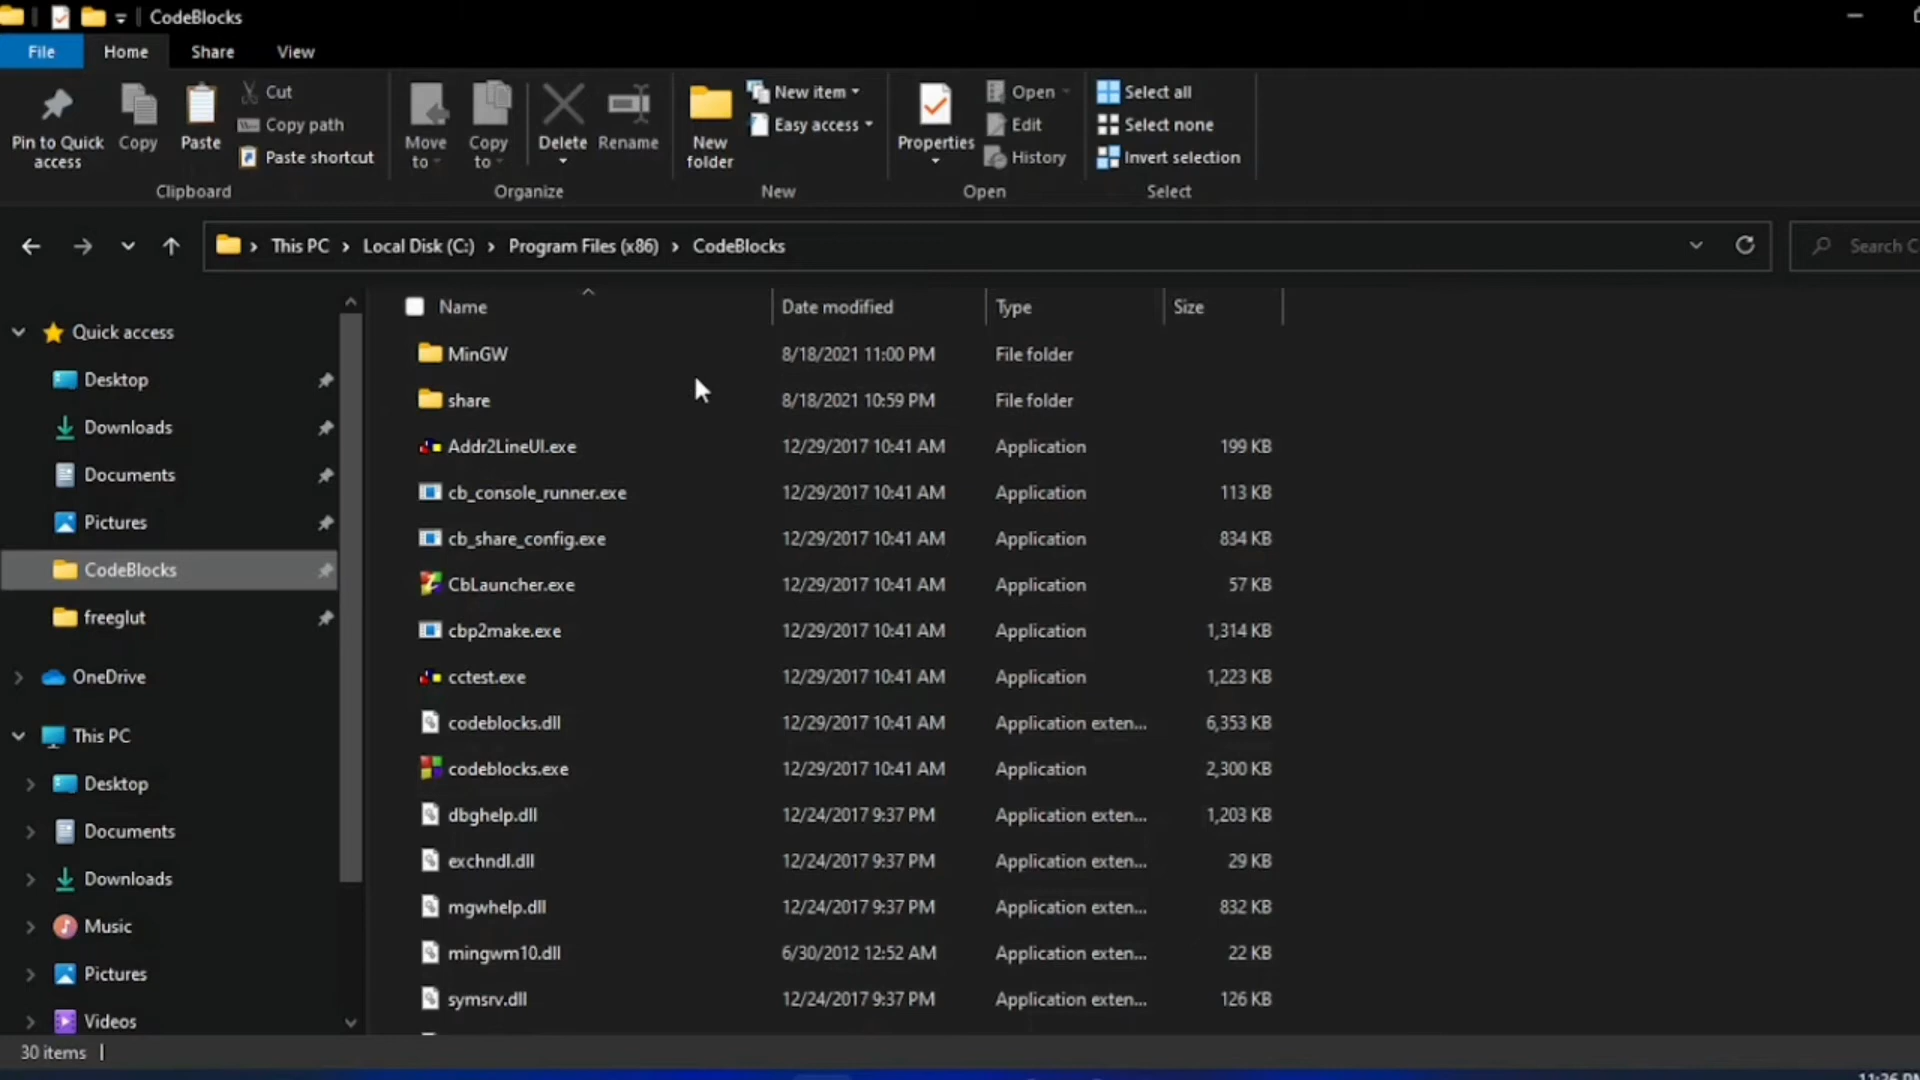 CodeBlocks
File Home Share View
Pin to Quick access
Copy
Paste
Cut
Copy path
Paste shortcut
Clipboard
Move to
Copy to
Delete
Rename
Organize
New folder
New item
Easy access
New
Properties
Open
Edit
History
Open
Select all
Select none
Invert selection
Select
This PC > Local Disk (C:) > Program Files (x86) > CodeBlocks
Search C
Quick access
Desktop
Downloads
Documents
Pictures
CodeBlocks
freeglut
OneDrive
This PC
Desktop
Documents
Downloads
Music
Pictures
Videos
Name Date modified Type Size
MinGW 8/18/2021 11:00 PM File folder
share 8/18/2021 10:59 PM File folder
Addr2LineUI.exe 12/29/2017 10:41 AM Application 199 KB
cb_console_runner.exe 12/29/2017 10:41 AM Application 113 KB
cb_share_config.exe 12/29/2017 10:41 AM Application 834 KB
CbLauncher.exe 12/29/2017 10:41 AM Application 57 KB
cbp2make.exe 12/29/2017 10:41 AM Application 1,314 KB
cctest.exe 12/29/2017 10:41 AM Application 1,223 KB
codeblocks.dll 12/29/2017 10:41 AM Application exten... 6,353 KB
codeblocks.exe 12/29/2017 10:41 AM Application 2,300 KB
dbghelp.dll 12/24/2017 9:37 PM Application exten... 1,203 KB
exchndl.dll 12/24/2017 9:37 PM Application exten... 29 KB
mgwhelp.dll 12/24/2017 9:37 PM Application exten... 832 KB
mingwm10.dll 6/30/2012 12:52 AM Application exten... 22 KB
symsrv.dll 12/24/2017 9:37 PM Application exten... 126 KB
30 items